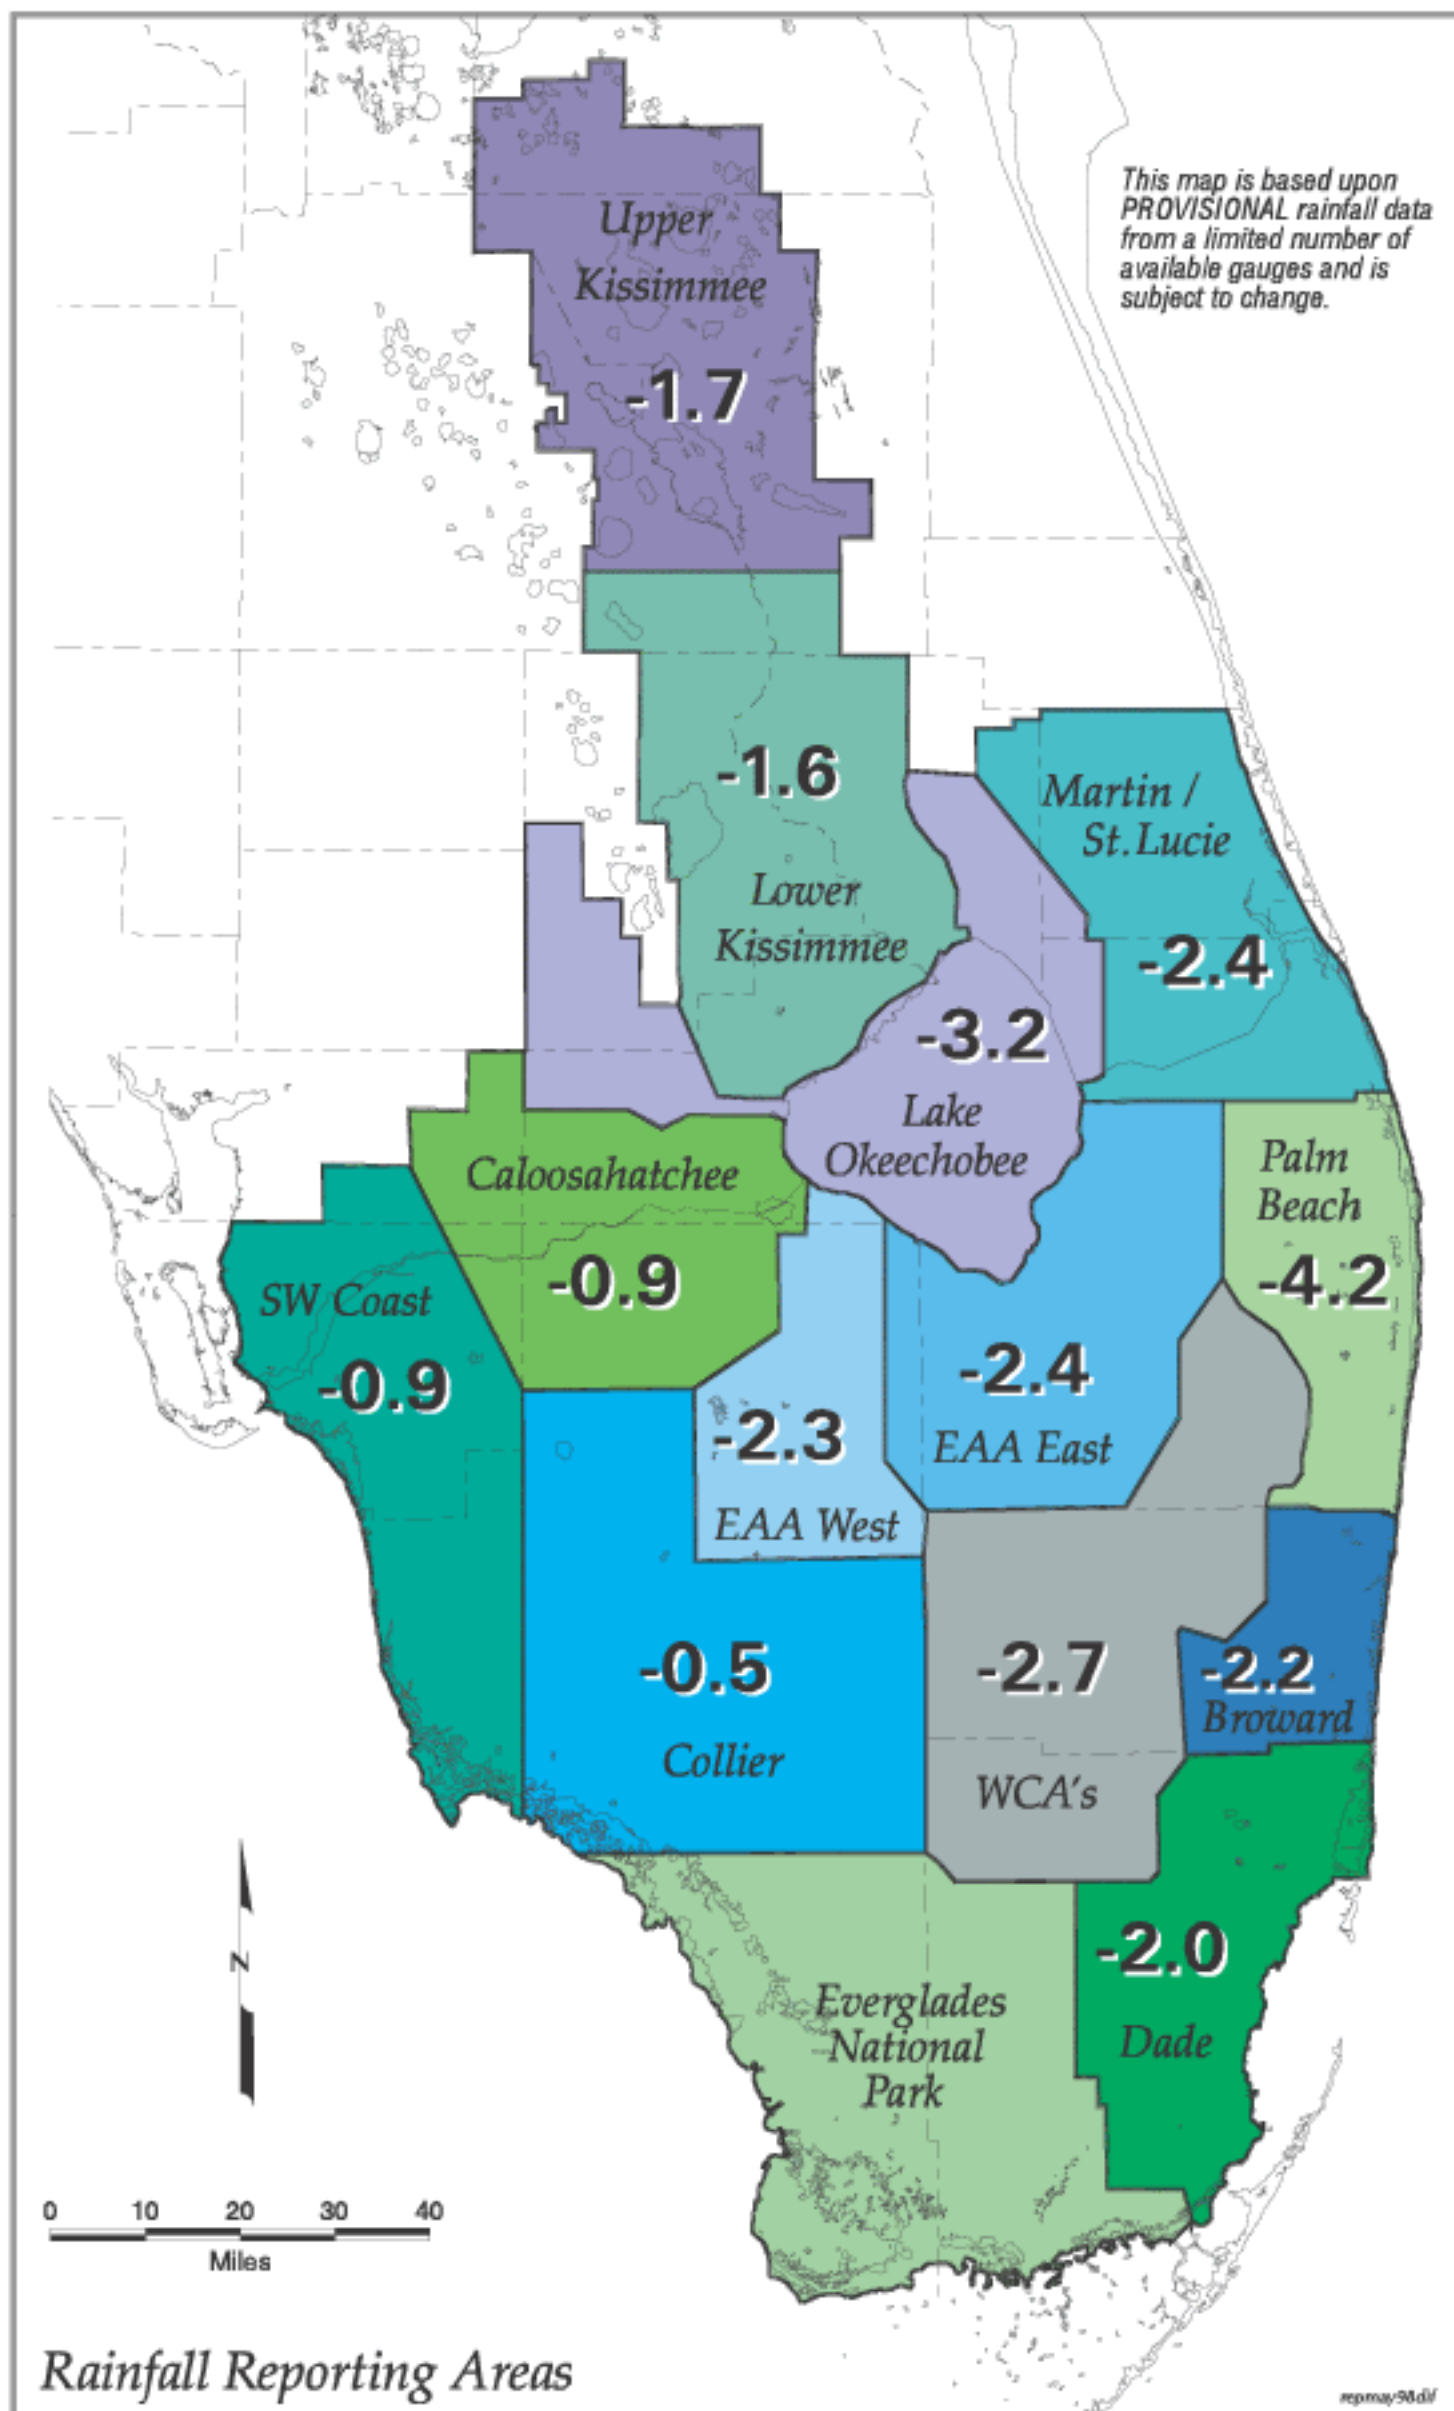 This map is based upon
PROVISIONAL rainfall data
from a limited number of
available gauges and is
subject to change.
Upper
Kissimmee
-1.7
-1.6
Lower
Kissimmee
Martin /
St. Lucie
-2.4
-3.2
Lake
Okeechobee
Caloosahatchee
-0.9
Palm
Beach
-4.2
SW Coast
-0.9
-2.4
EAA East
-2.3
EAA West
-0.5
Collier
-2.7
WCA's
-2.2
Broward
-2.0
Dade
Everglades
National
Park
N
0 10 20 30 40
Miles
Rainfall Reporting Areas
repmay98dif